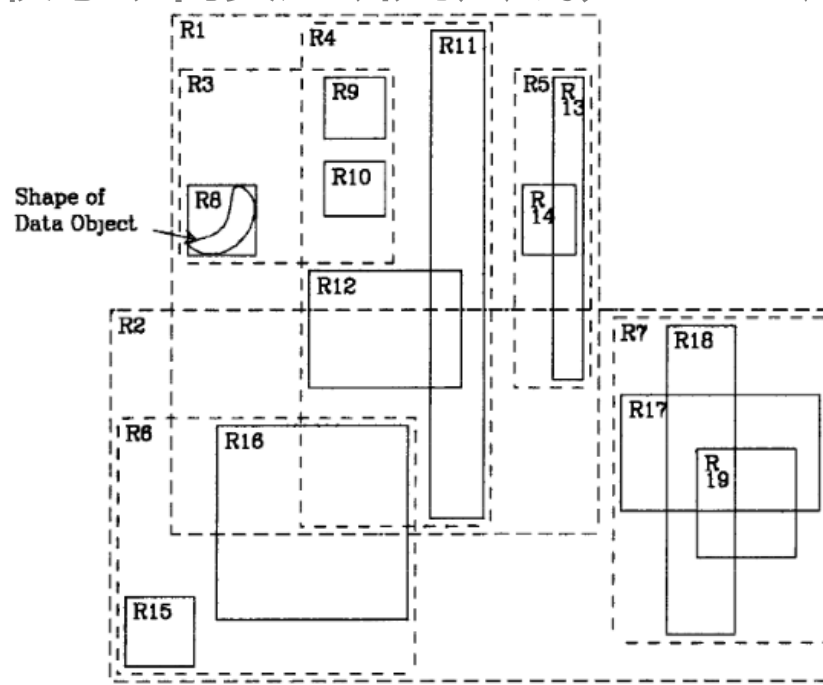 R1
R4
R11
R3
R9
R5
R
13
R10
Shape of
Data Object
R8
R
14
R12
R2
R7
R18
R6
R16
R17
R
19
R15